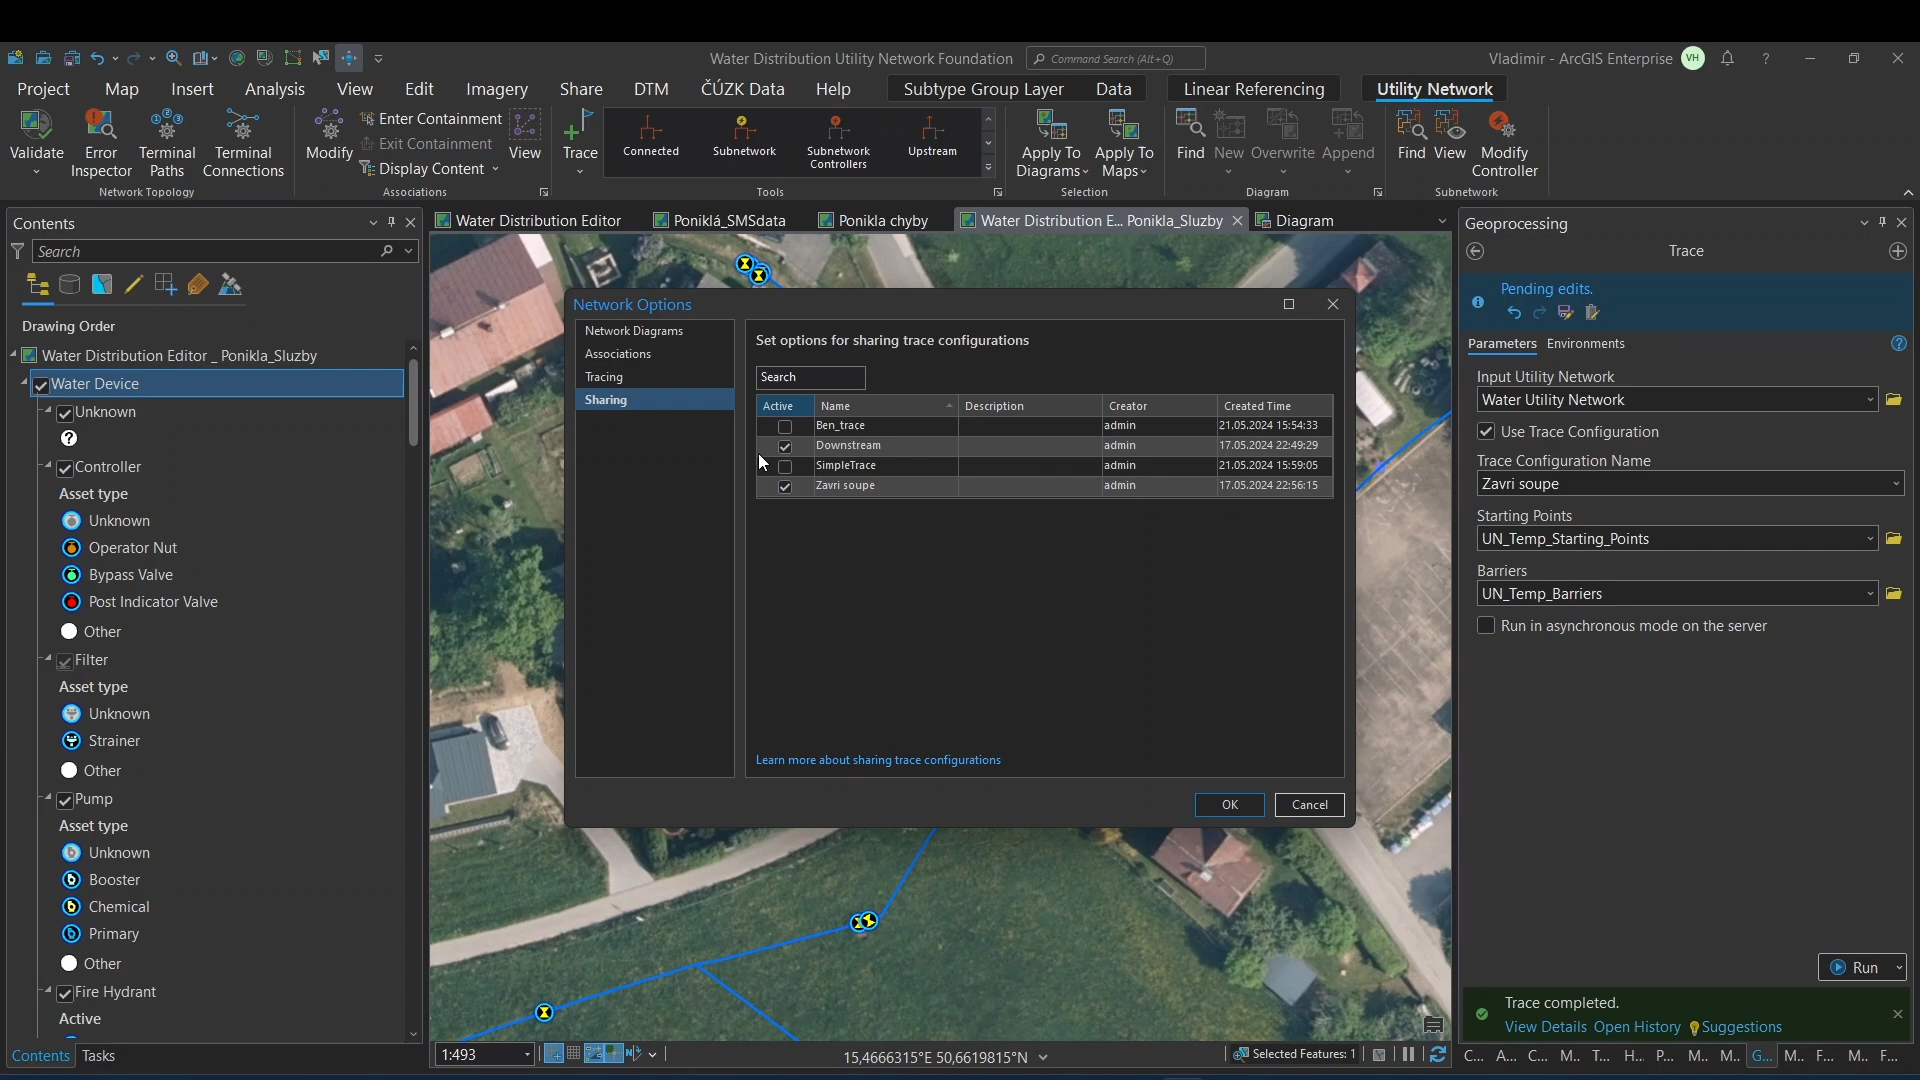 Water Distribution Utility Network Foundation
Command Search (Alt+Q)
Vladimir - ArcGIS Enterprise
VH
?
Project
Map
Insert
Analysis
View
Edit
Imagery
Share
DTM
ČÚZK Data
Help
Subtype Group Layer
Data
Linear Referencing
Utility Network
Validate
Error Inspector
Terminal Paths
Terminal Connections
Network Topology
Modify
Enter Containment
Exit Containment
Display Content
View
Associations
Trace
Connected
Subnetwork
Subnetwork Controllers
Upstream
Tools
Apply To Diagrams
Apply To Maps
Selection
Find
New
Overwrite
Append
Diagram
Find
View
Modify Controller
Subnetwork
Contents
Search
Drawing Order
Water Distribution Editor _ Ponikla_Sluzby
Water Device
Unknown
?
Controller
Asset type
Unknown
Operator Nut
Bypass Valve
Post Indicator Valve
Other
Filter
Asset type
Unknown
Strainer
Other
Pump
Asset type
Unknown
Booster
Chemical
Primary
Other
Fire Hydrant
Active
Contents
Tasks
Water Distribution Editor
Poniklá_SMSdata
Ponikla chyby
Water Distribution E... Ponikla_Sluzby
Diagram
Network Options
Network Diagrams
Associations
Tracing
Sharing
Set options for sharing trace configurations
Search
Active Name Description Creator Created Time
Ben_trace admin 21.05.2024 15:54:33
Downstream admin 17.05.2024 22:49:29
SimpleTrace admin 21.05.2024 15:59:05
Zavri soupe admin 17.05.2024 22:56:15
Learn more about sharing trace configurations
OK
Cancel
1:493
15,4666315°E 50,6619815°N
Selected Features: 1
Geoprocessing
Trace
Pending edits.
Parameters
Environments
Input Utility Network
Water Utility Network
Use Trace Configuration
Trace Configuration Name
Zavri soupe
Starting Points
UN_Temp_Starting_Points
Barriers
UN_Temp_Barriers
Run in asynchronous mode on the server
Run
Trace completed.
View Details Open History Suggestions
C... A... C... M.. T... H... P... M.. M.. G... M.. F... M.. F...